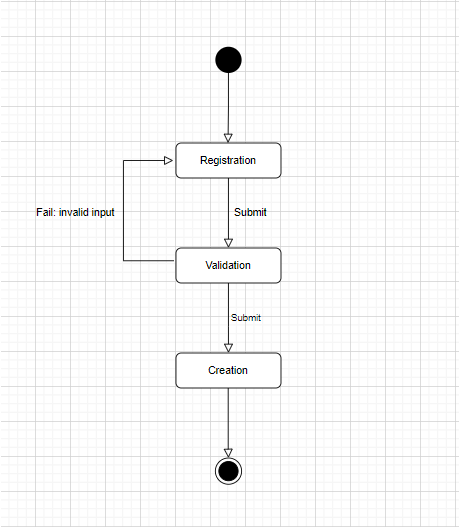 Registration
Fail: invalid input
Submit
Validation
Submit
Creation